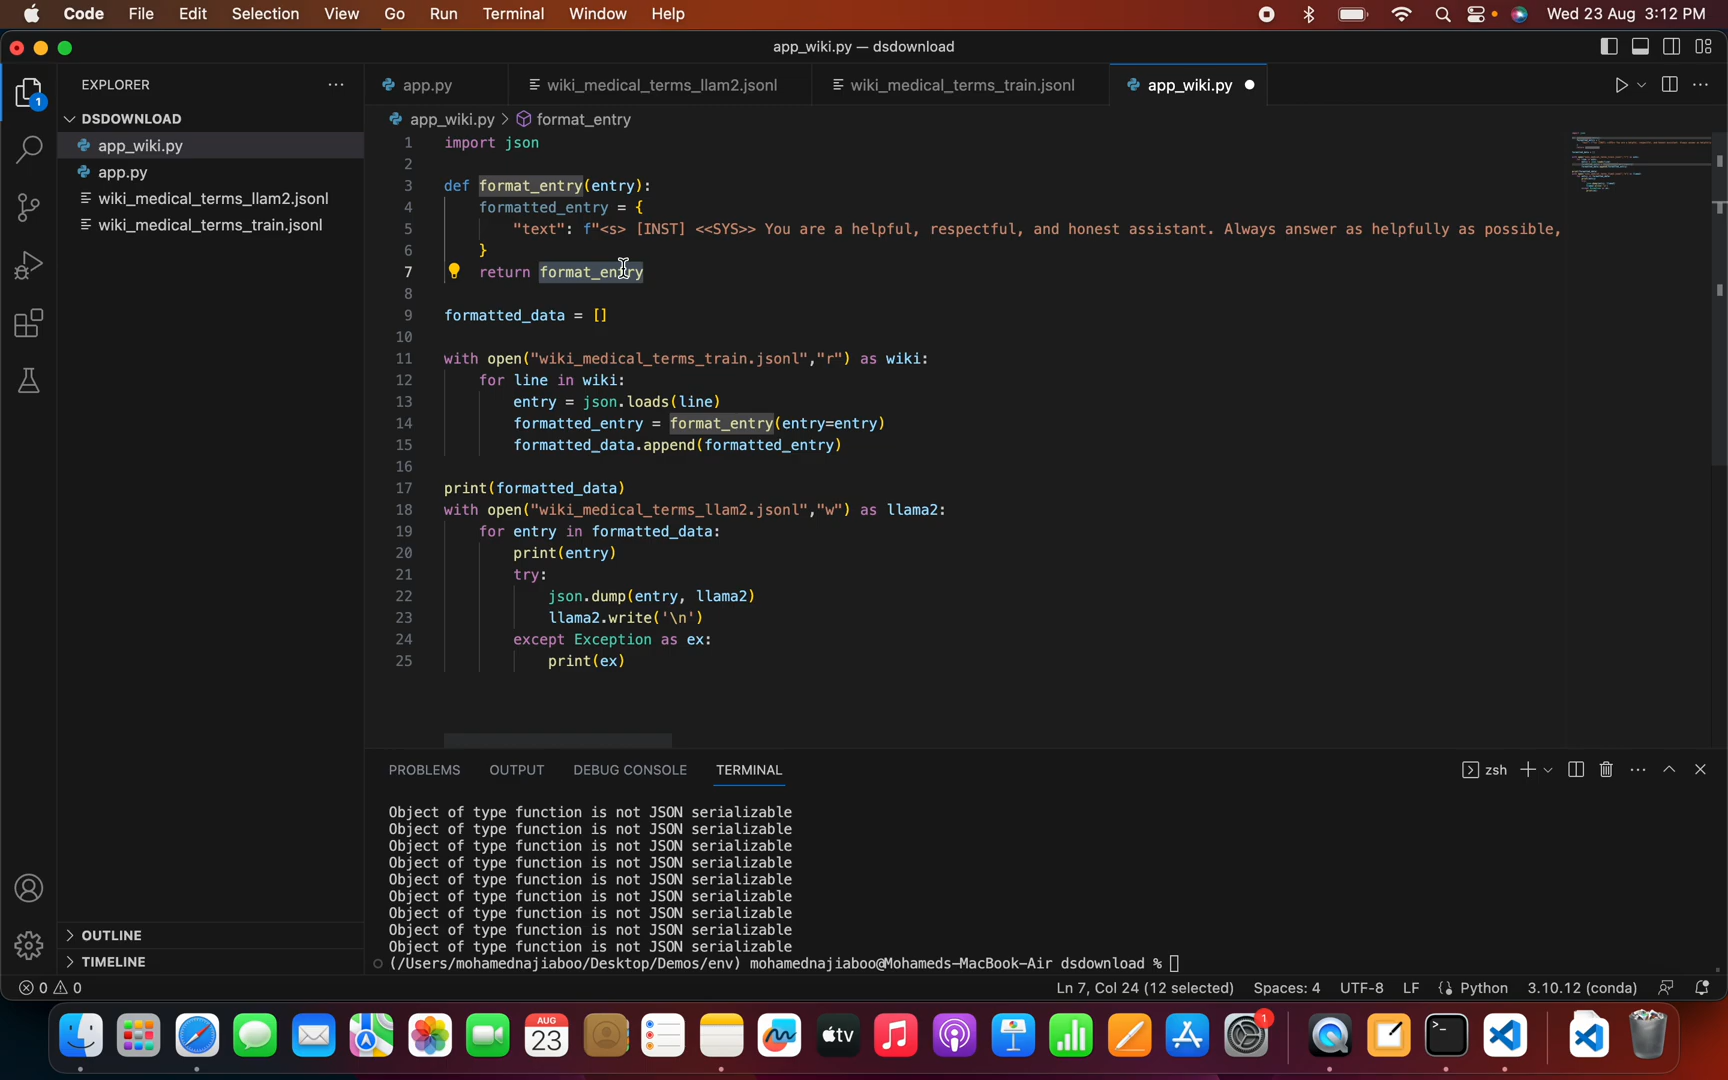 Code File Edit Selection View Go Run Terminal Window Help Wed 23 Aug 3:12 PM
app_wiki.py — dsdownload
EXPLORER
app.py wiki_medical_terms_llam2.jsonl wiki_medical_terms_train.jsonl app_wiki.py
1
DSDOWNLOAD
app_wiki.py > format_entry
app_wiki.py
app.py
wiki_medical_terms_llam2.jsonl
wiki_medical_terms_train.jsonl
1 import json
2
3 def format_entry(entry):
4 formatted_entry = {
5 "text": f"<s> [INST] <<SYS>> You are a helpful, respectful, and honest assistant. Always answer as helpfully as possible,
6 }
7 return format_entry
8
9 formatted_data = []
10
11 with open("wiki_medical_terms_train.jsonl","r") as wiki:
12 for line in wiki:
13 entry = json.loads(line)
14 formatted_entry = format_entry(entry=entry)
15 formatted_data.append(formatted_entry)
16
17 print(formatted_data)
18 with open("wiki_medical_terms_llam2.jsonl","w") as llama2:
19 for entry in formatted_data:
20 print(entry)
21 try:
22 json.dump(entry, llama2)
23 llama2.write('\n')
24 except Exception as ex:
25 print(ex)
PROBLEMS OUTPUT DEBUG CONSOLE TERMINAL zsh
Object of type function is not JSON serializable
Object of type function is not JSON serializable
Object of type function is not JSON serializable
Object of type function is not JSON serializable
Object of type function is not JSON serializable
Object of type function is not JSON serializable
Object of type function is not JSON serializable
Object of type function is not JSON serializable
Object of type function is not JSON serializable
(/Users/mohamednajiaboo/Desktop/Demos/env) mohamednajiaboo@Mohameds-MacBook-Air dsdownload %
OUTLINE
TIMELINE
0 0 Ln 7, Col 24 (12 selected) Spaces: 4 UTF-8 LF Python 3.10.12 (conda)
AUG
23
tv
1